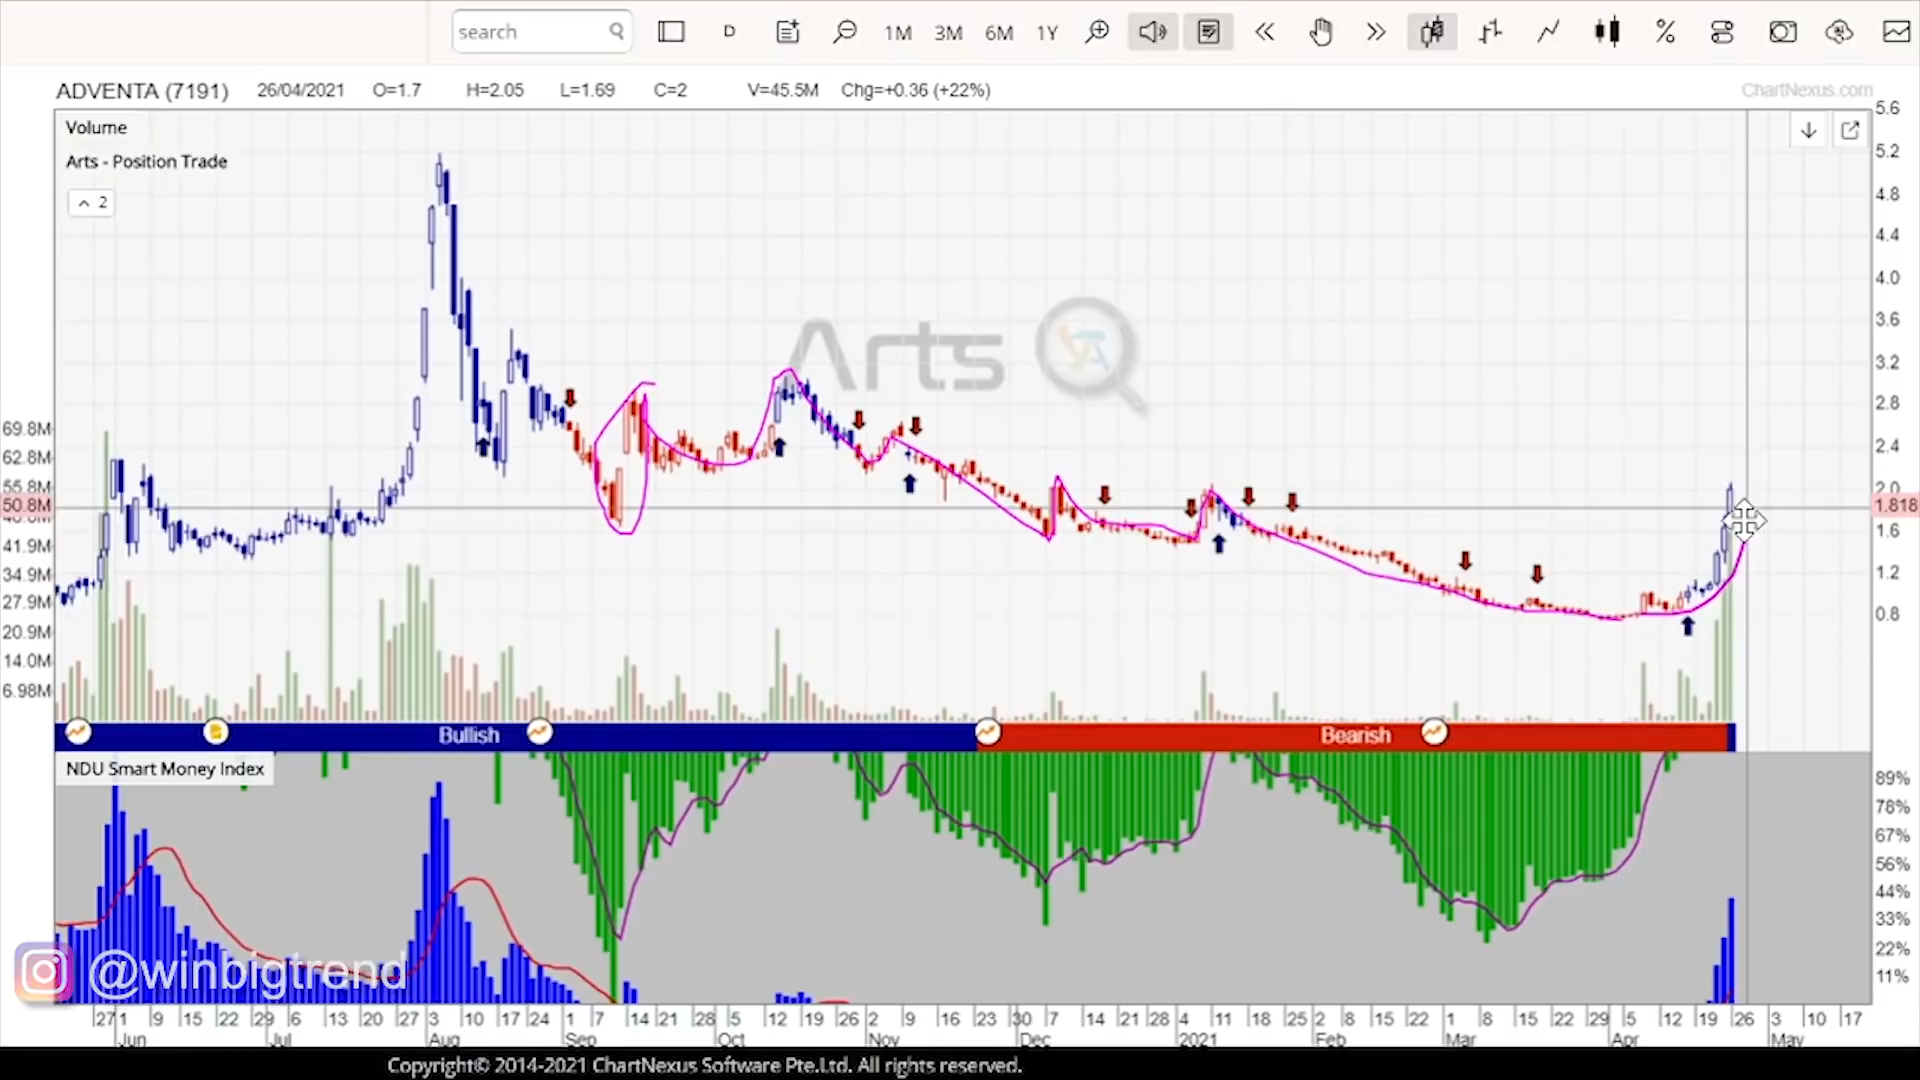 search
D
1M
3M
6M
1Y
ADVENTA (7191) 26/04/2021 O=1.7 H=2.05 L=1.69 C=2 V=45.5M Chg=+0.36 (+22%)
ChartNexus.com
Volume
Arts - Position Trade
2
Arts
5.6
5.2
4.8
4.4
4.0
3.6
3.2
2.8
2.4
2.0
1.818
1.6
1.2
0.8
69.8M
62.8M
55.8M
50.8M
41.9M
34.9M
27.9M
20.9M
14.0M
6.98M
Bullish
Bearish
NDU Smart Money Index
89%
78%
67%
56%
44%
33%
22%
11%
@winbigtrend
27 1 9 15 22 29 6 13 20 27 3 10 17 24 1 7 14 21 28 5 12 19 26 2 9 16 23 30 7 14 21 28 4 11 18 25 2 8 15 22 1 8 15 22 29 5 12 19 26 3 10 17
Jun Jul Aug Sep Oct Nov Dec 2021 Feb Mar Apr May
Copyright© 2014-2021 ChartNexus Software Pte.Ltd. All rights reserved.